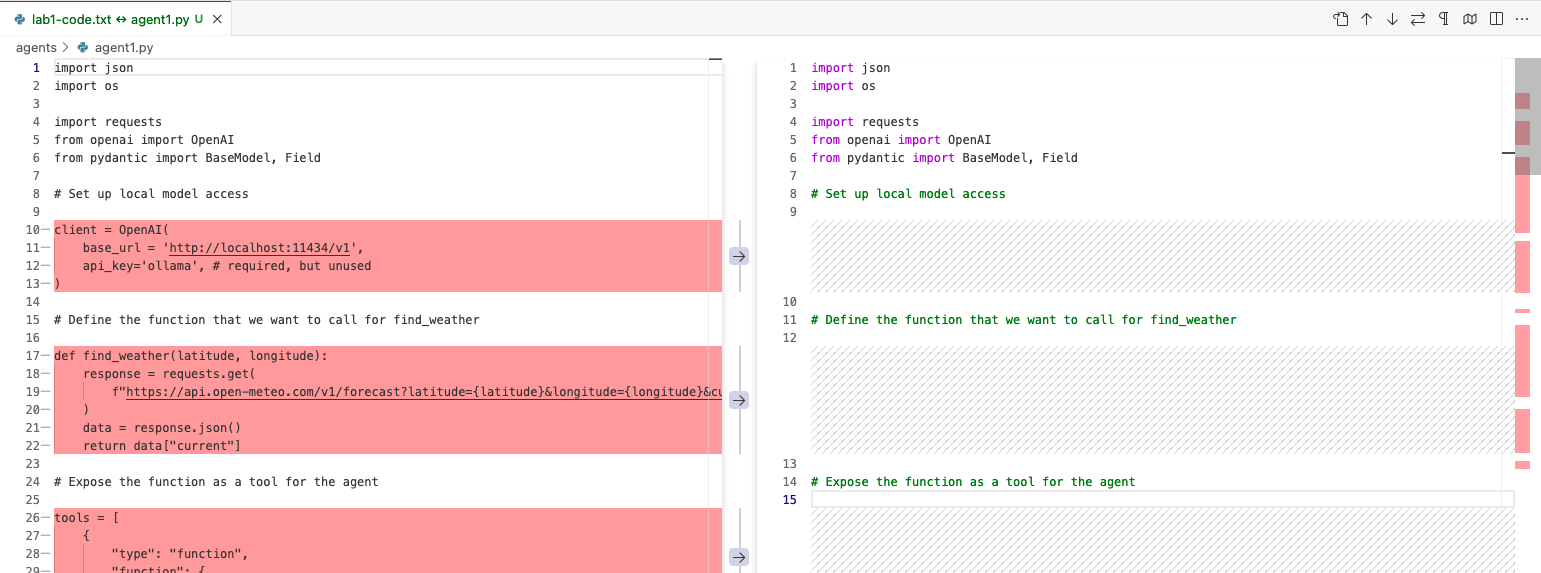 lab1-code.txt ↔ agent1.py U
agents > agent1.py
1 import json
2 import os
3
4 import requests
5 from openai import OpenAI
6 from pydantic import BaseModel, Field
7
8 # Set up local model access
9
10— client = OpenAI(
11—     base_url = 'http://localhost:11434/v1',
12—     api_key='ollama', # required, but unused
13— )
14
15 # Define the function that we want to call for find_weather
16
17— def find_weather(latitude, longitude):
18—     response = requests.get(
19—         f"https://api.open-meteo.com/v1/forecast?latitude={latitude}&longitude={longitude}&cu
20—     )
21—     data = response.json()
22—     return data["current"]
23
24 # Expose the function as a tool for the agent
25
26— tools = [
27—     {
28—         "type": "function",
29—         "function": {
1 import json
2 import os
3
4 import requests
5 from openai import OpenAI
6 from pydantic import BaseModel, Field
7
8 # Set up local model access
9
10
11 # Define the function that we want to call for find_weather
12
13
14 # Expose the function as a tool for the agent
15